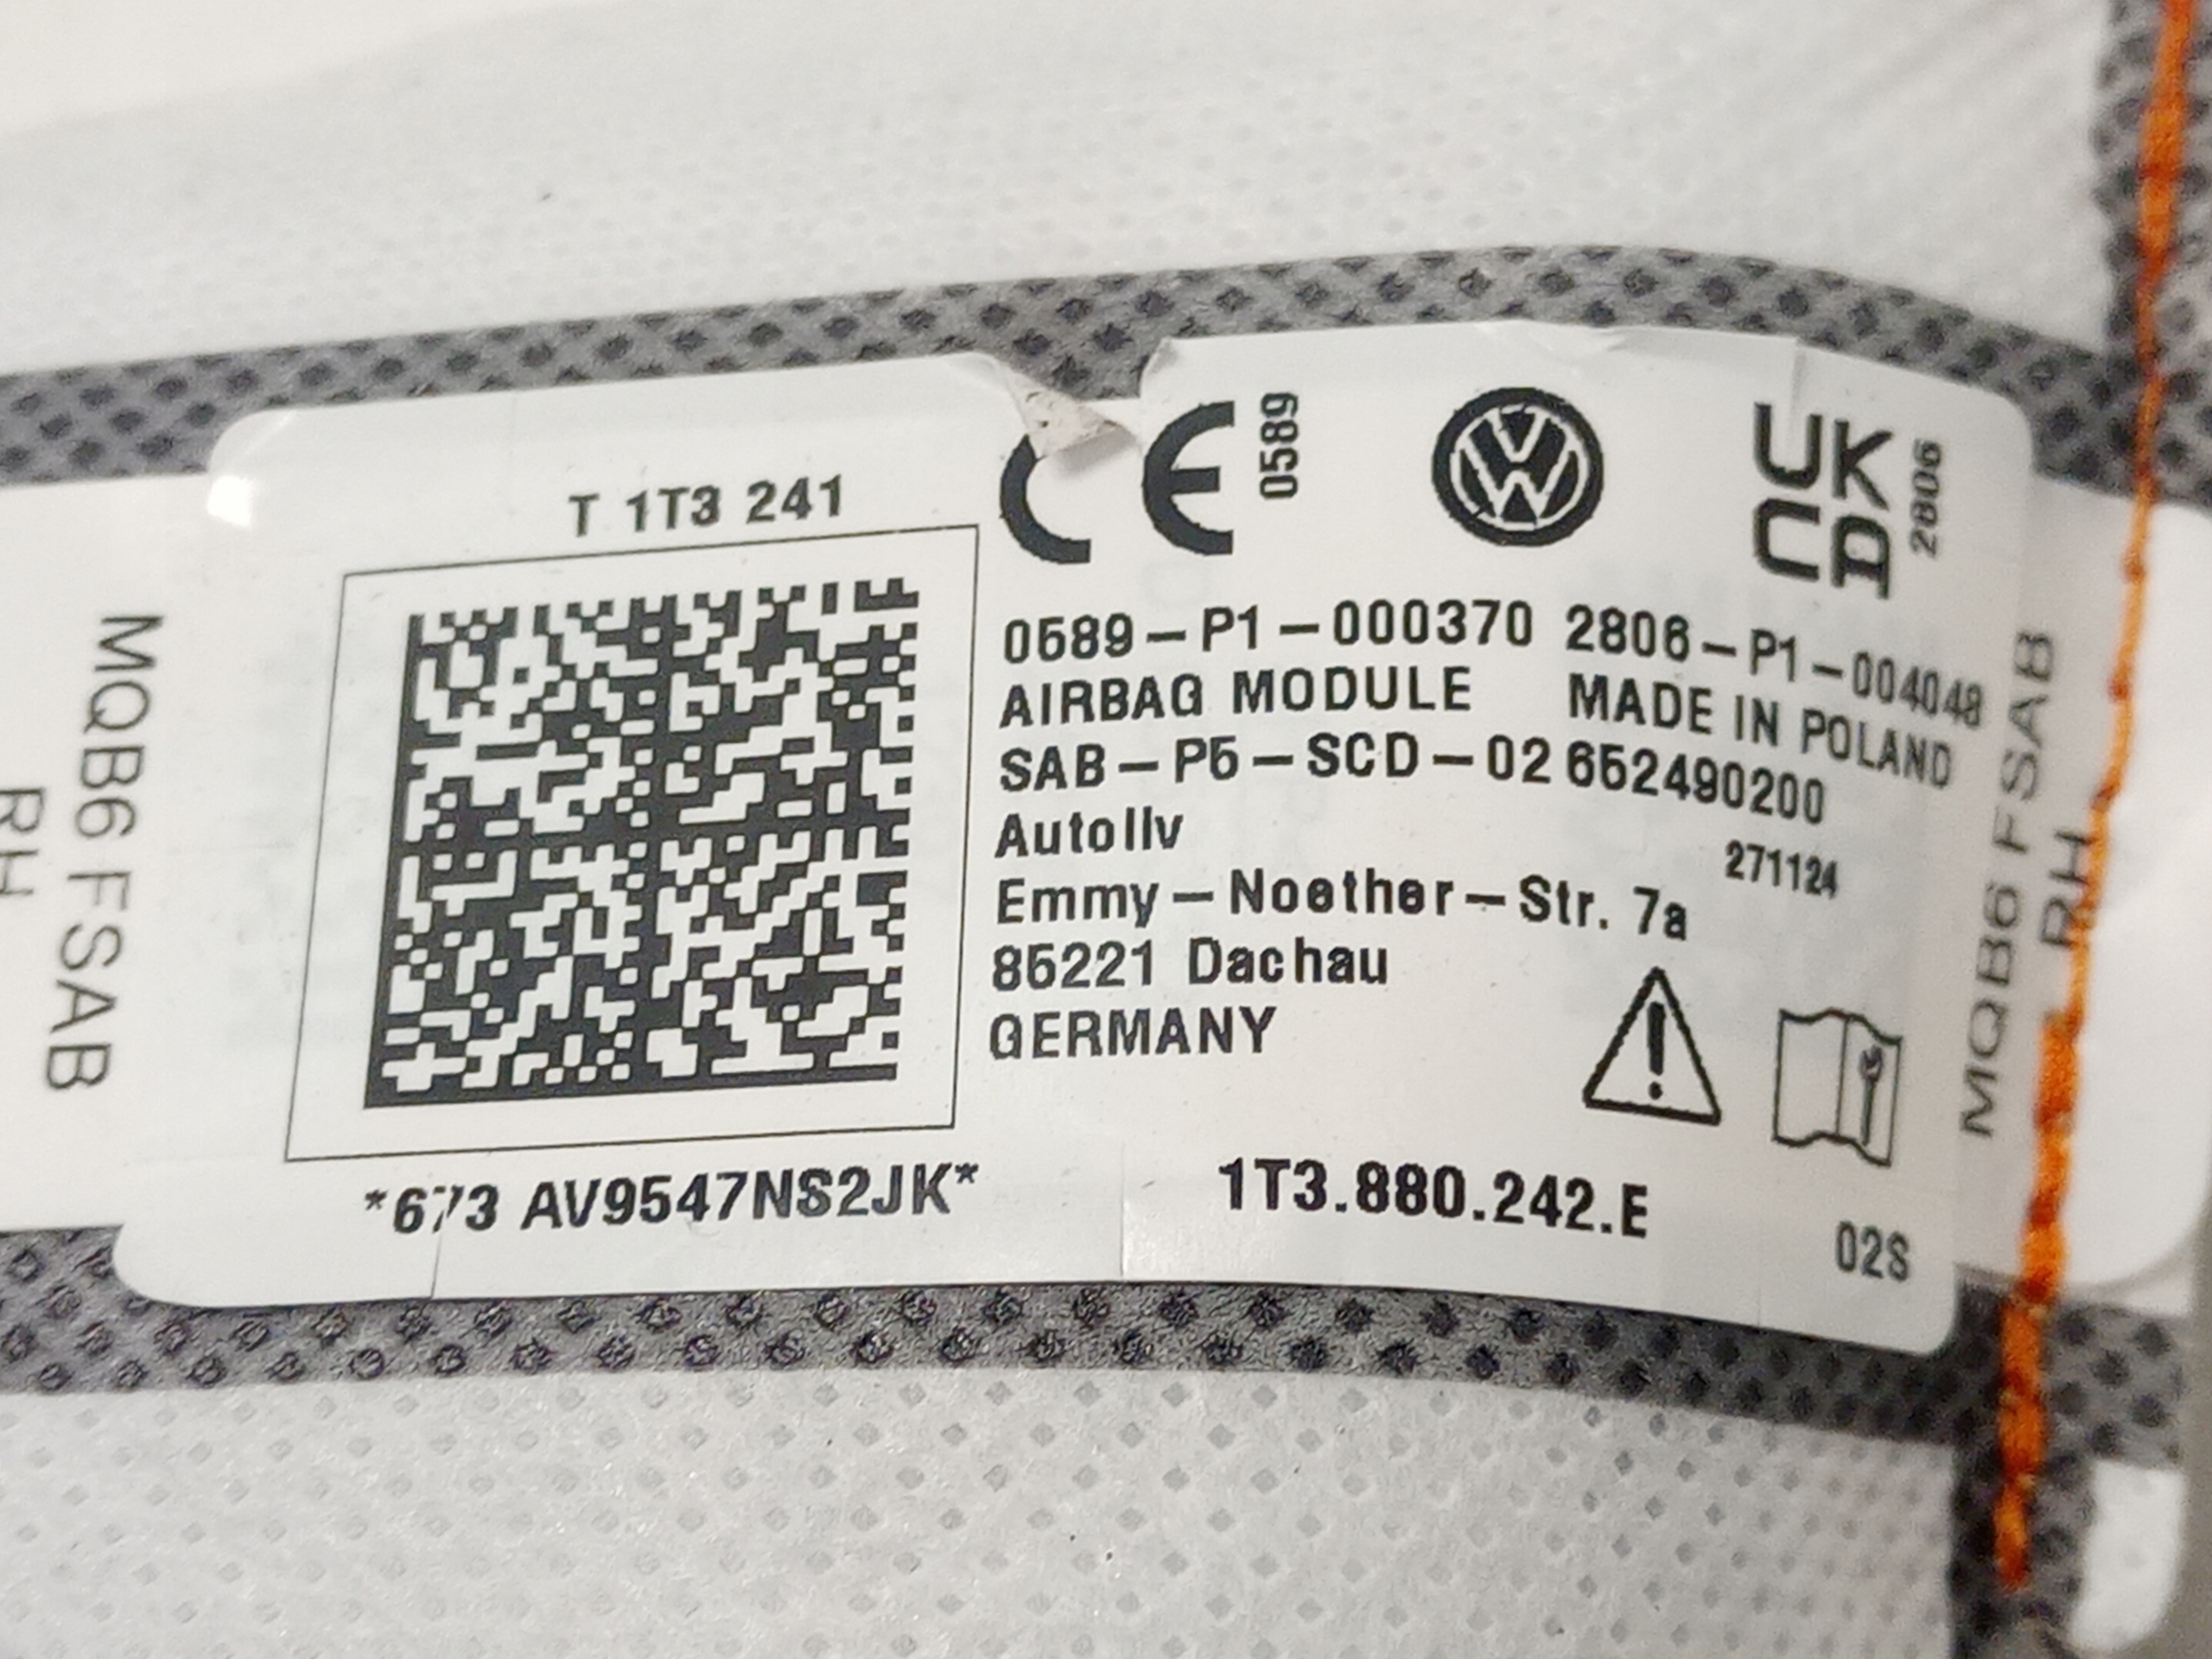 T 1T3 241
CE 0589
UK
CA 2806
0589-P1-000370 2806-P1-004048
AIRBAG MODULE MADE IN POLAND
SAB-P5-SCD-02 652490200
Autoliv
271124
Emmy-Noether-Str. 7a
85221 Dachau
GERMANY
*673 AV9547NS2JK*
1T3.880.242.E
02S
MQB6 FSAB
RH
MQB6 FSAB
RH